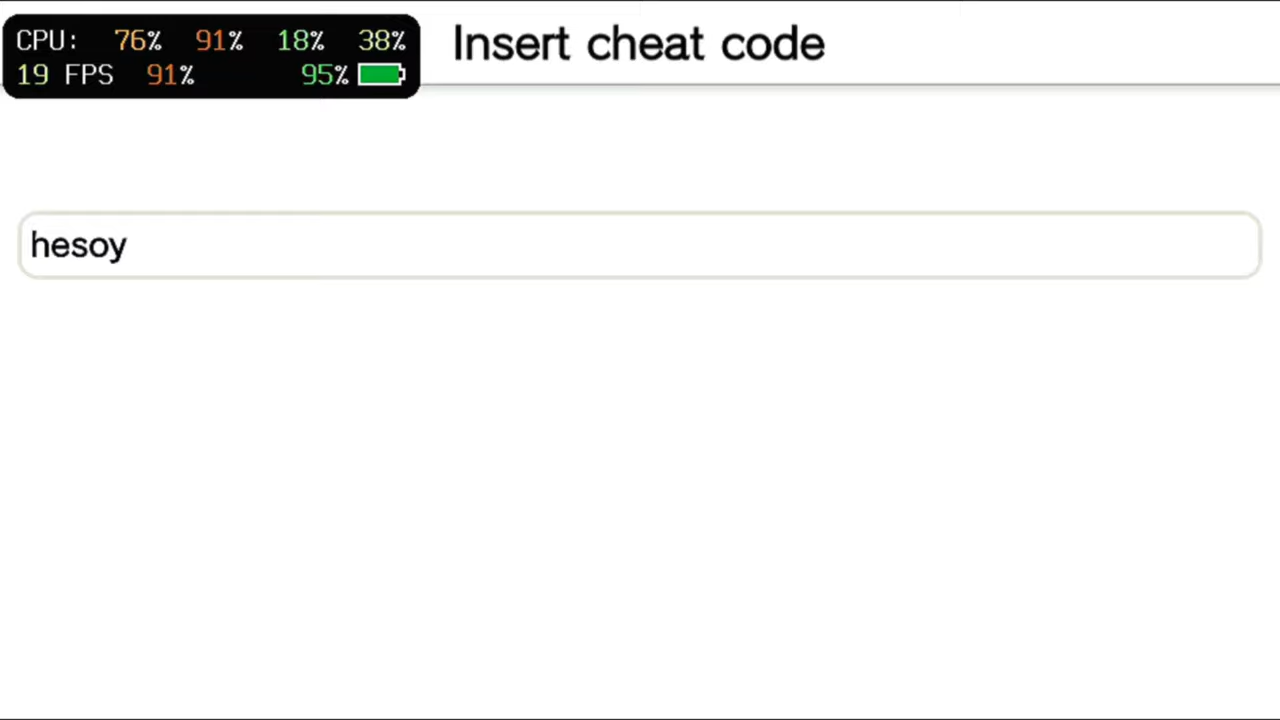 CPU: 76% 91% 18% 38%
19 FPS 91% 95%
Insert cheat code
hesoy